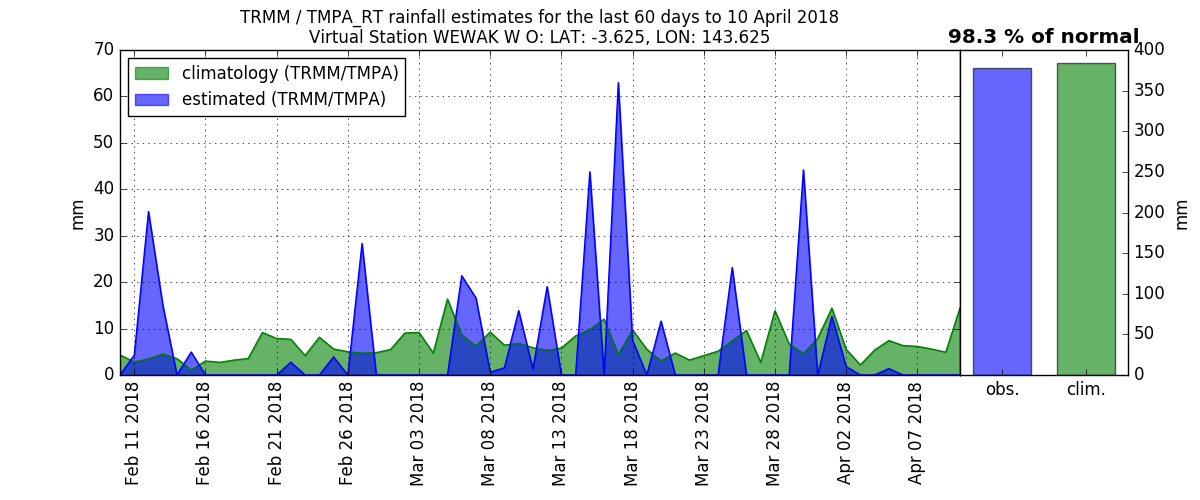 TRMM / TMPA_RT rainfall estimates for the last 60 days to 10 April 2018
Virtual Station WEWAK W O: LAT: -3.625, LON: 143.625
98.3 % of normal
climatology (TRMM/TMPA)
estimated (TRMM/TMPA)
70
60
50
40
30
20
10
0
mm
Feb 11 2018
Feb 16 2018
Feb 21 2018
Feb 26 2018
Mar 03 2018
Mar 08 2018
Mar 13 2018
Mar 18 2018
Mar 23 2018
Mar 28 2018
Apr 02 2018
Apr 07 2018
obs.
clim.
400
350
300
250
200
150
100
50
0
mm